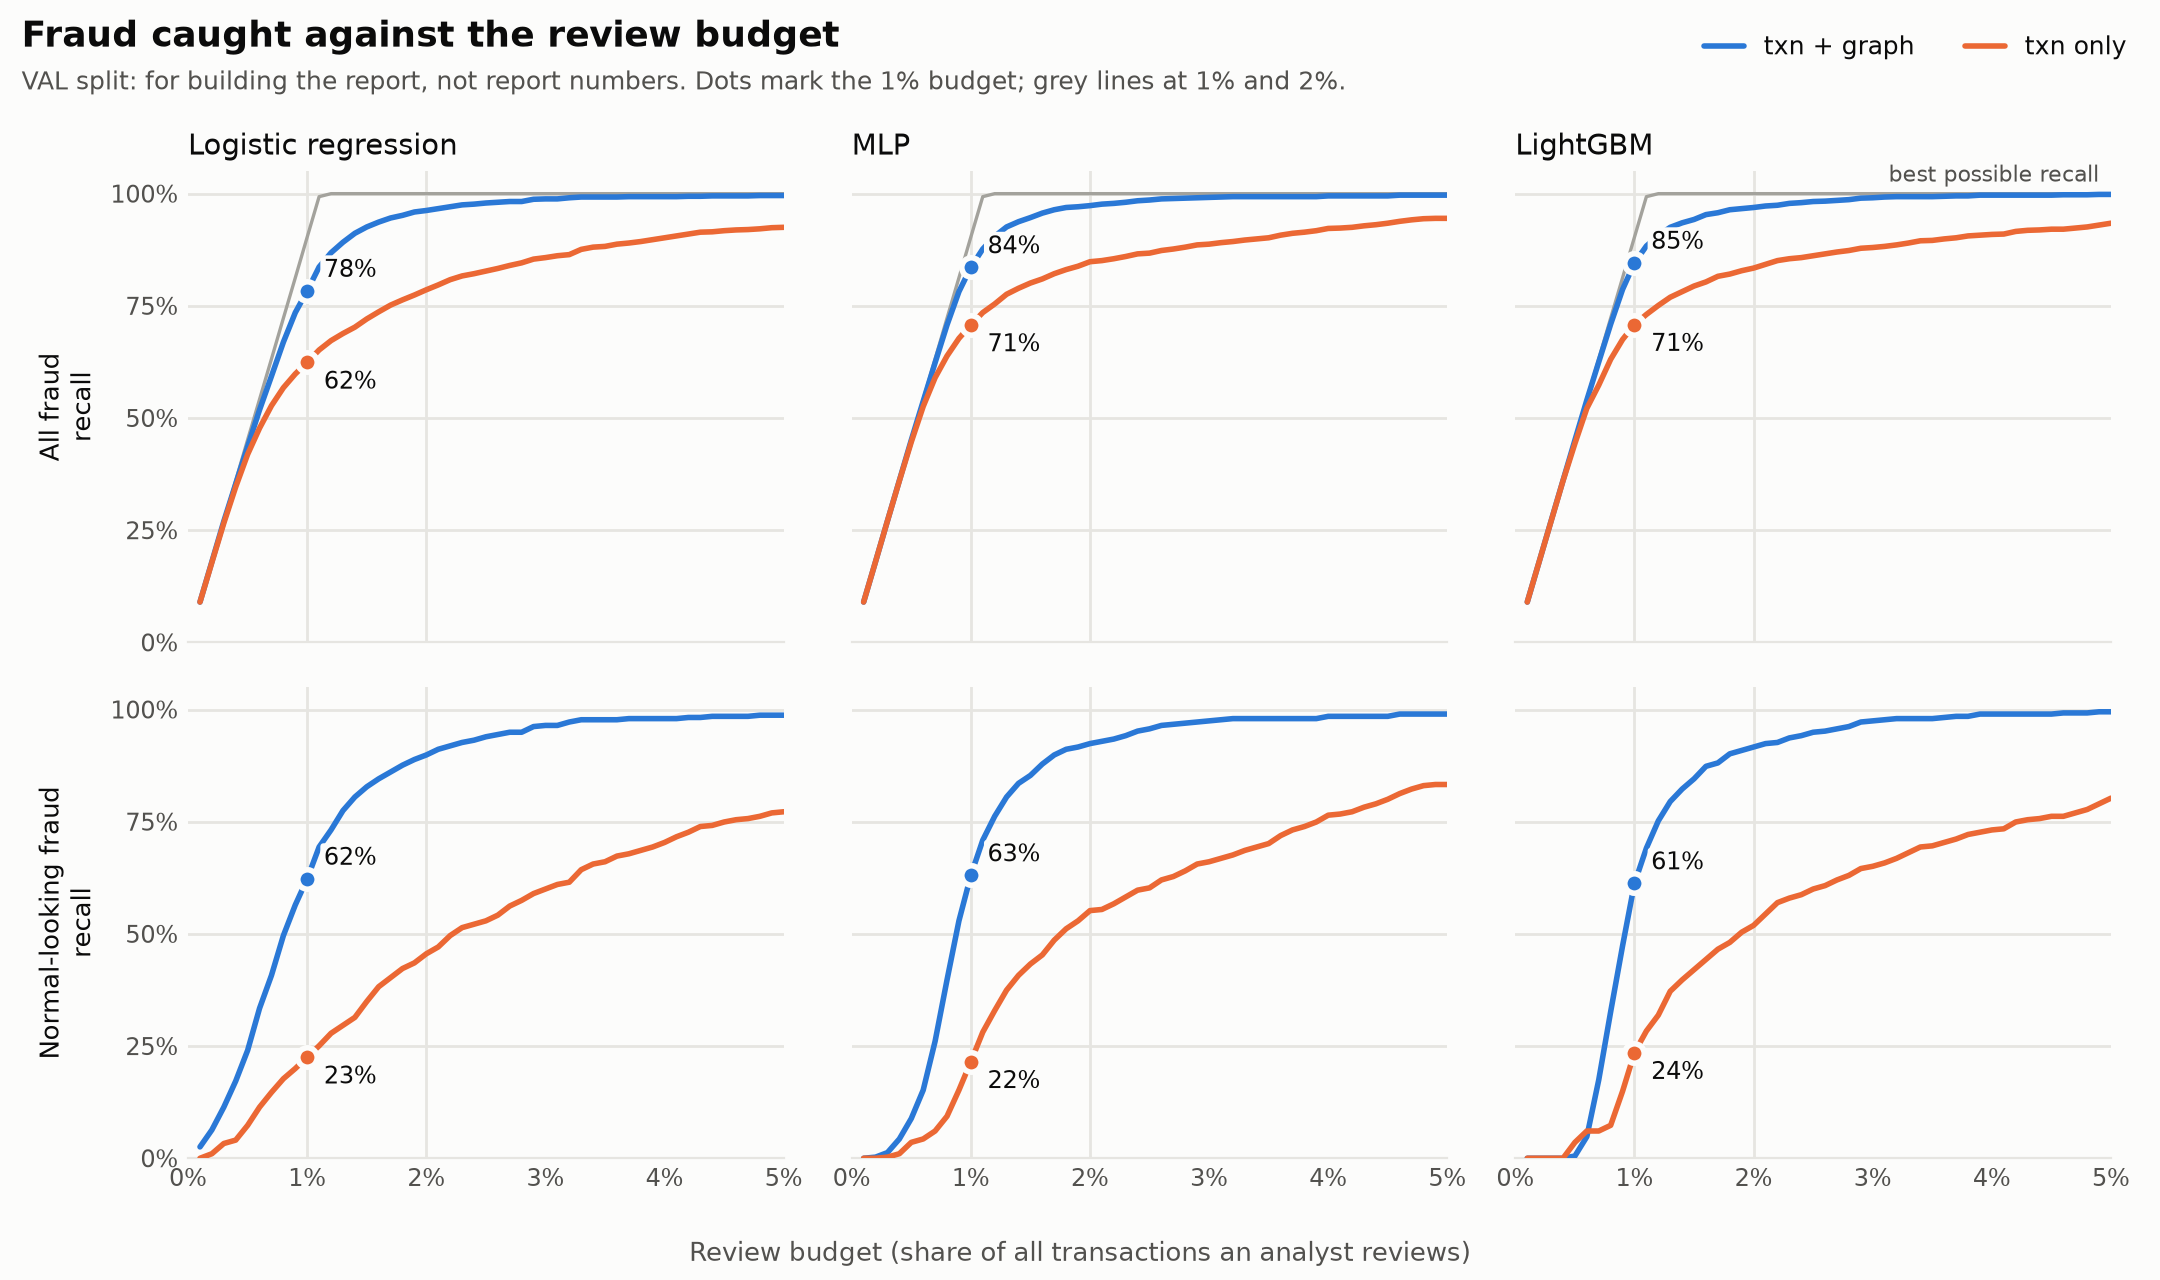 Fraud caught against the review budget
txn + graph
txn only
VAL split: for building the report, not report numbers. Dots mark the 1% budget; grey lines at 1% and 2%.
Logistic regression
MLP
LightGBM
best possible recall
All fraud
recall
100%
75%
50%
25%
0%
78%
62%
84%
71%
85%
71%
Normal-looking fraud
recall
100%
75%
50%
25%
0%
62%
23%
63%
22%
61%
24%
0% 1% 2% 3% 4% 5%
0% 1% 2% 3% 4% 5%
0% 1% 2% 3% 4% 5%
Review budget (share of all transactions an analyst reviews)